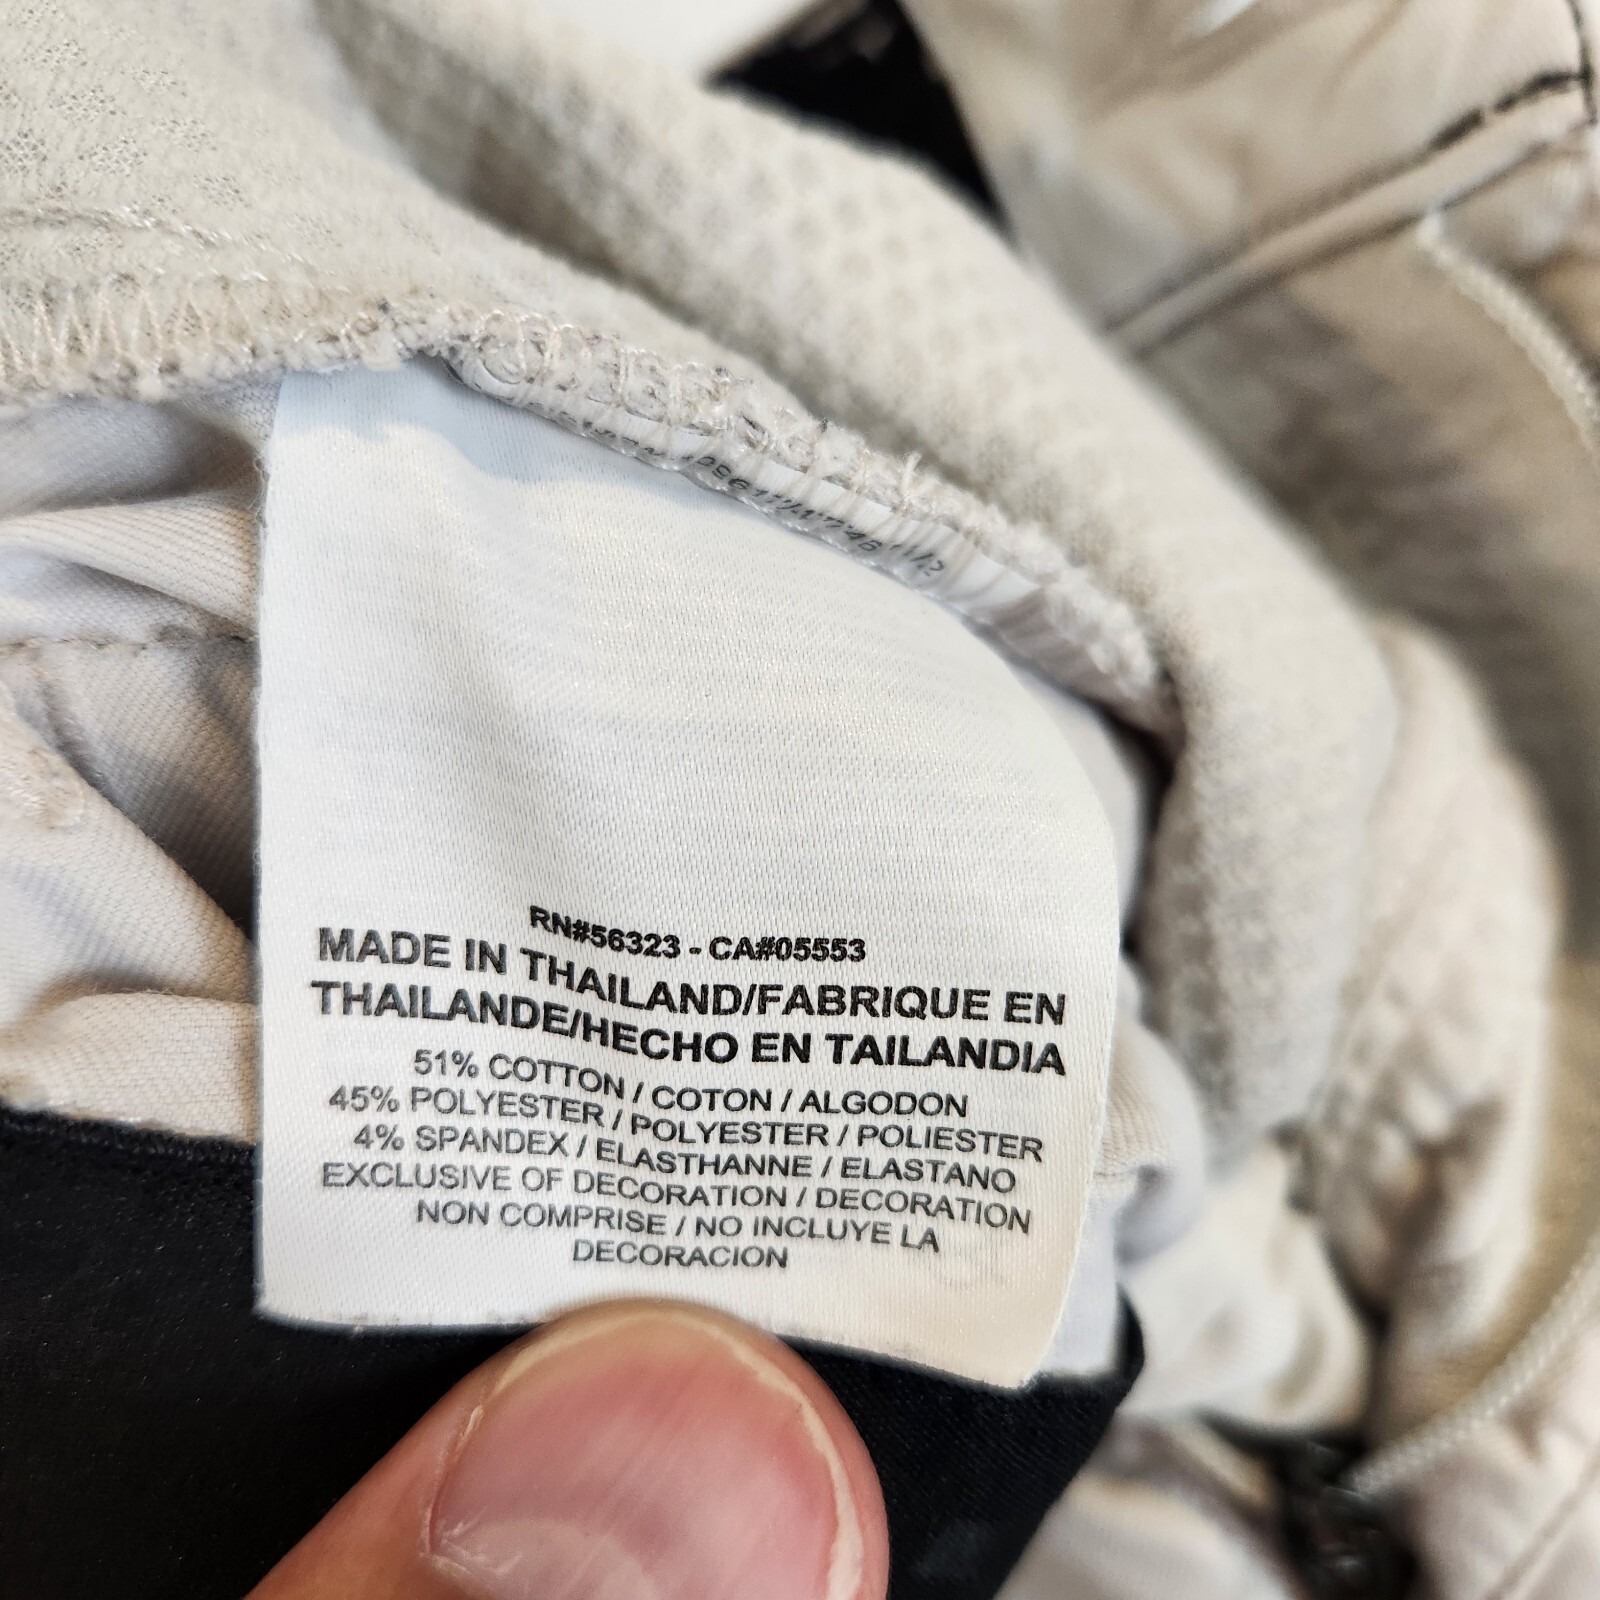 RN#56323 - CA#05553
MADE IN THAILAND/FABRIQUE EN
THAILANDE/HECHO EN TAILANDIA
51% COTTON / COTON / ALGODON
45% POLYESTER / POLYESTER / POLIESTER
4% SPANDEX / ELASTHANNE / ELASTANO
EXCLUSIVE OF DECORATION / DECORATION
NON COMPRISE / NO INCLUYE LA
DECORACION